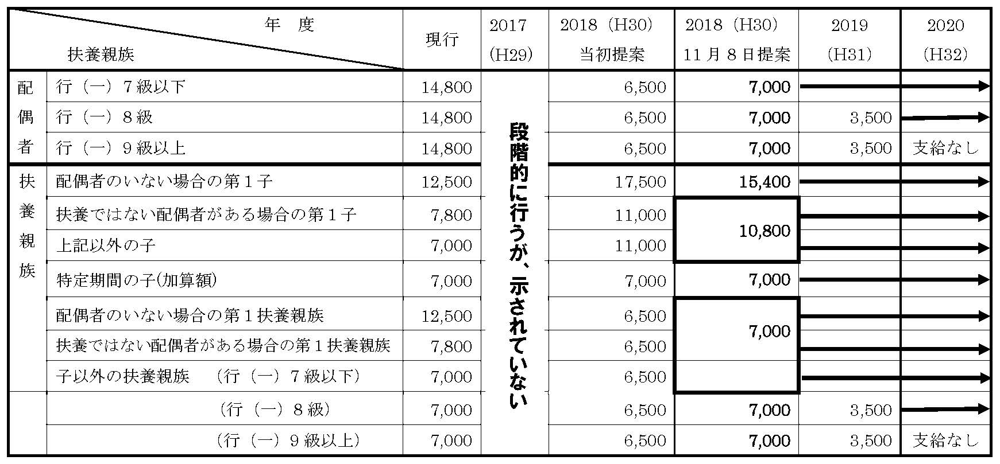 年　度
扶養親族
現行
2017
(H29)
2018（H30）
当初提案
2018（H30）
11月8日提案
2019
(H31)
2020
(H32)
配偶者
行（一）７級以下 14,800 6,500 7,000
行（一）８級 14,800 6,500 7,000 3,500
行（一）９級以上 14,800 6,500 7,000 3,500 支給なし
段階的に行うが、示されていない
扶養親族
配偶者のいない場合の第１子 12,500 17,500 15,400
扶養ではない配偶者がある場合の第１子 7,800 11,000
10,800
上記以外の子 7,000 11,000
特定期間の子(加算額) 7,000 7,000 7,000
配偶者のいない場合の第１扶養親族 12,500 6,500
7,000
扶養ではない配偶者がある場合の第１扶養親族 7,800 6,500
子以外の扶養親族　（行（一）７級以下） 7,000 6,500
（行（一）８級） 7,000 6,500 7,000 3,500
（行（一）９級以上） 7,000 6,500 7,000 3,500 支給なし